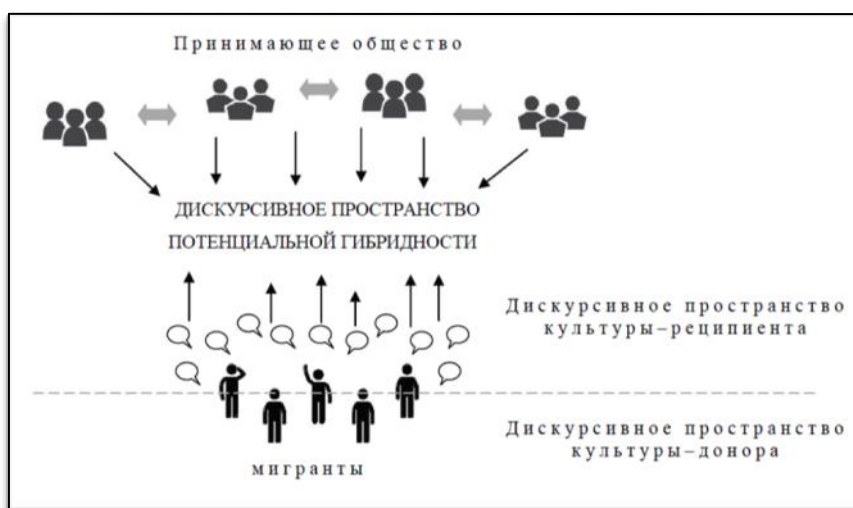 Принимающее общество
ДИСКУРСИВНОЕ ПРОСТРАНСТВО
ПОТЕНЦИАЛЬНОЙ ГИБРИДНОСТИ
Дискурсивное пространство
культуры–реципиента
Дискурсивное пространство
культуры–донора
мигранты